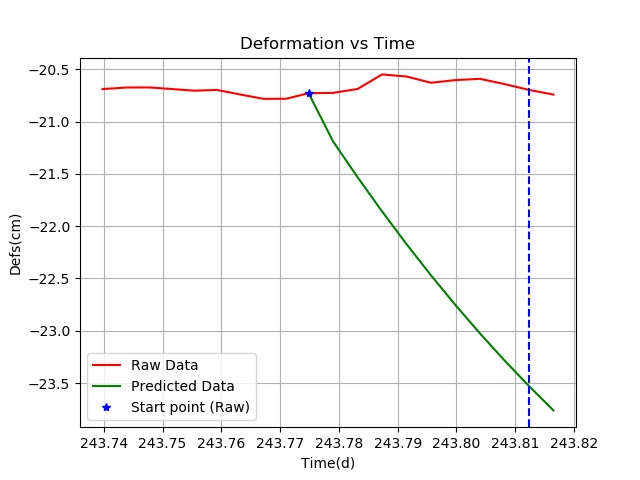 Deformation vs Time
Defs(cm)
−20.5
−21.0
−21.5
−22.0
−22.5
−23.0
−23.5
Raw Data
Predicted Data
Start point (Raw)
243.74 243.75 243.76 243.77 243.78 243.79 243.80 243.81 243.82
Time(d)